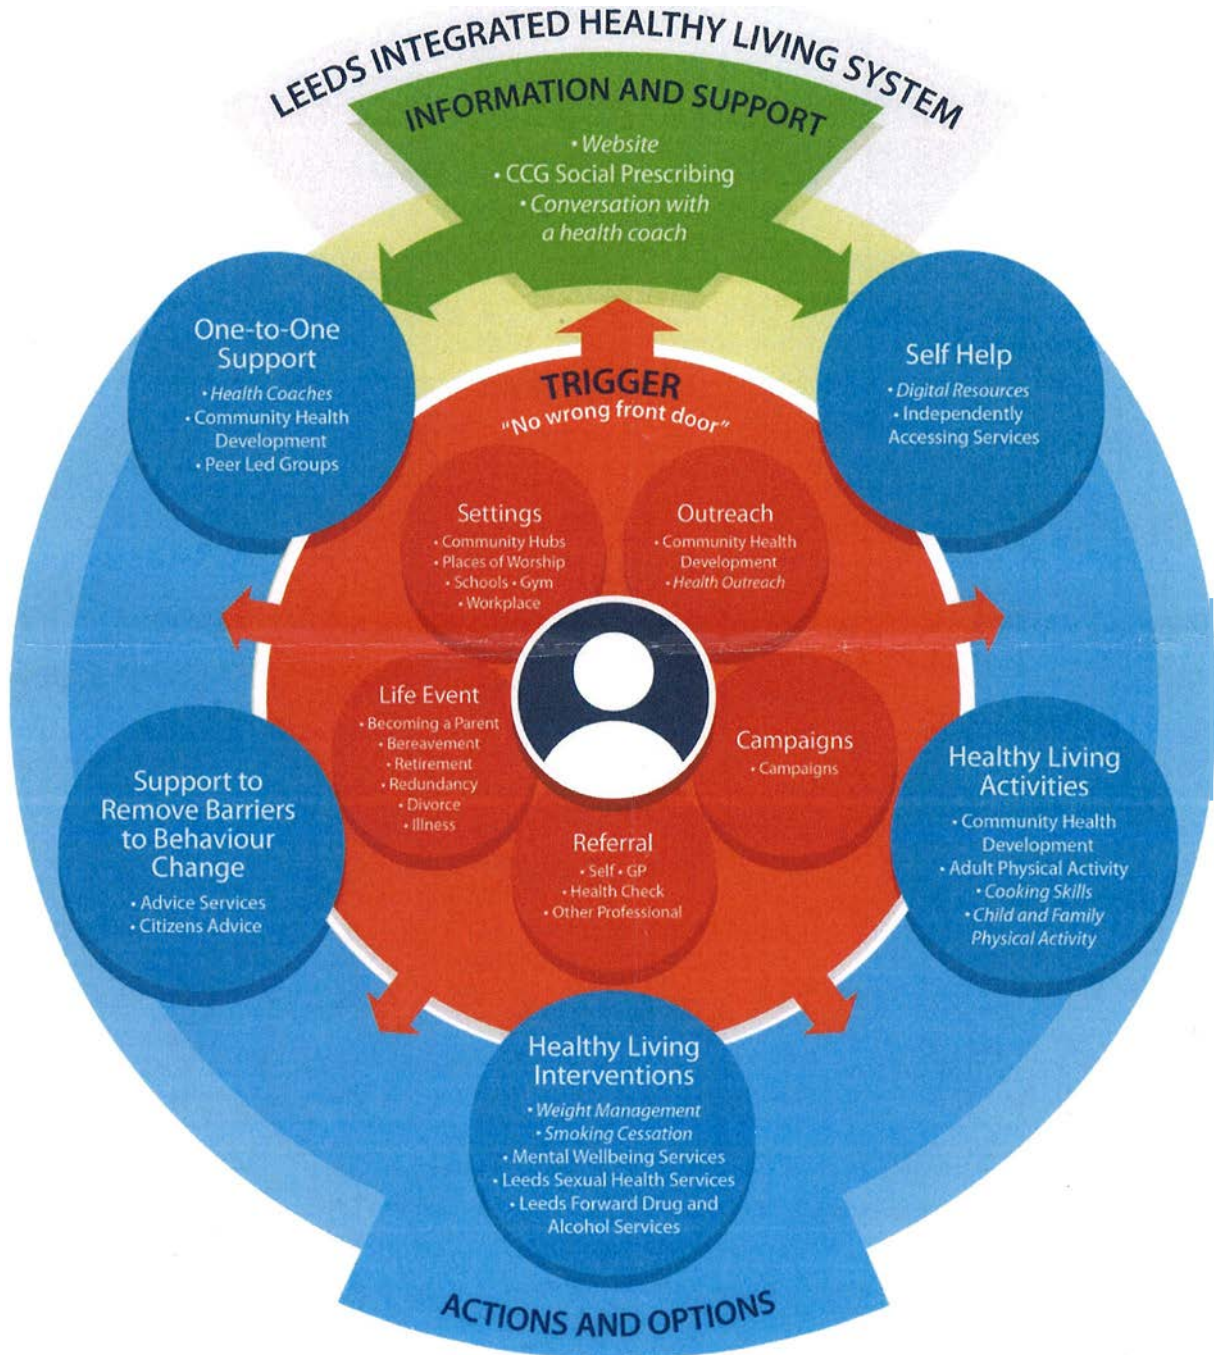 LEEDS INTEGRATED HEALTHY LIVING SYSTEM
INFORMATION AND SUPPORT
• Website
• CCG Social Prescribing
• Conversation with
a health coach
One-to-One
Support
• Health Coaches
• Community Health
Development
• Peer Led Groups
Self Help
• Digital Resources
• Independently
Accessing Services
TRIGGER
“No wrong front door”
Settings
• Community Hubs
• Places of Worship
• Schools • Gym
• Workplace
Outreach
• Community Health
Development
• Health Outreach
Life Event
• Becoming a Parent
• Bereavement
• Retirement
• Redundancy
• Divorce
• Illness
Campaigns
• Campaigns
Referral
• Self • GP
• Health Check
• Other Professional
Support to
Remove Barriers
to Behaviour
Change
• Advice Services
• Citizens Advice
Healthy Living
Activities
• Community Health
Development
• Adult Physical Activity
• Cooking Skills
• Child and Family
Physical Activity
Healthy Living
Interventions
• Weight Management
• Smoking Cessation
• Mental Wellbeing Services
• Leeds Sexual Health Services
• Leeds Forward Drug and
Alcohol Services
ACTIONS AND OPTIONS